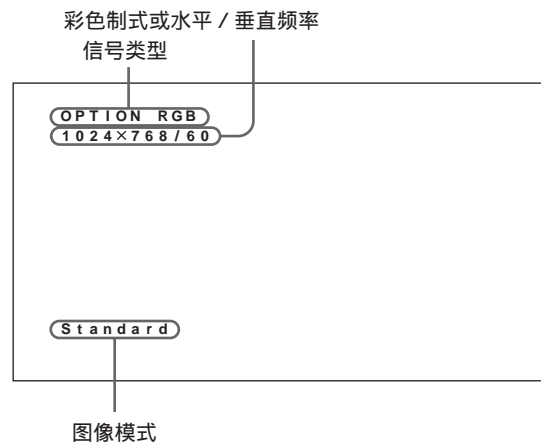 彩色制式或水平 / 垂直频率
信号类型
OPTION RGB
1024×768/60
Standard
图像模式